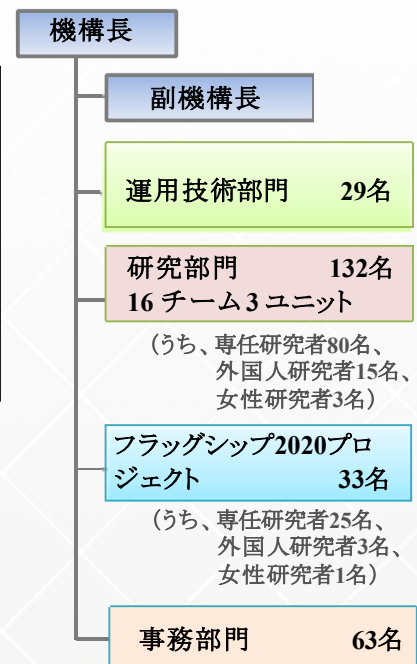 機構長
副機構長
運用技術部門 29名
研究部門 132名
16 チーム 3 ユニット
(うち、専任研究者80名、
外国人研究者15名、
女性研究者3名)
フラッグシップ2020プロ
ジェクト 33名
(うち、専任研究者25名、
外国人研究者3名、
女性研究者1名)
事務部門 63名